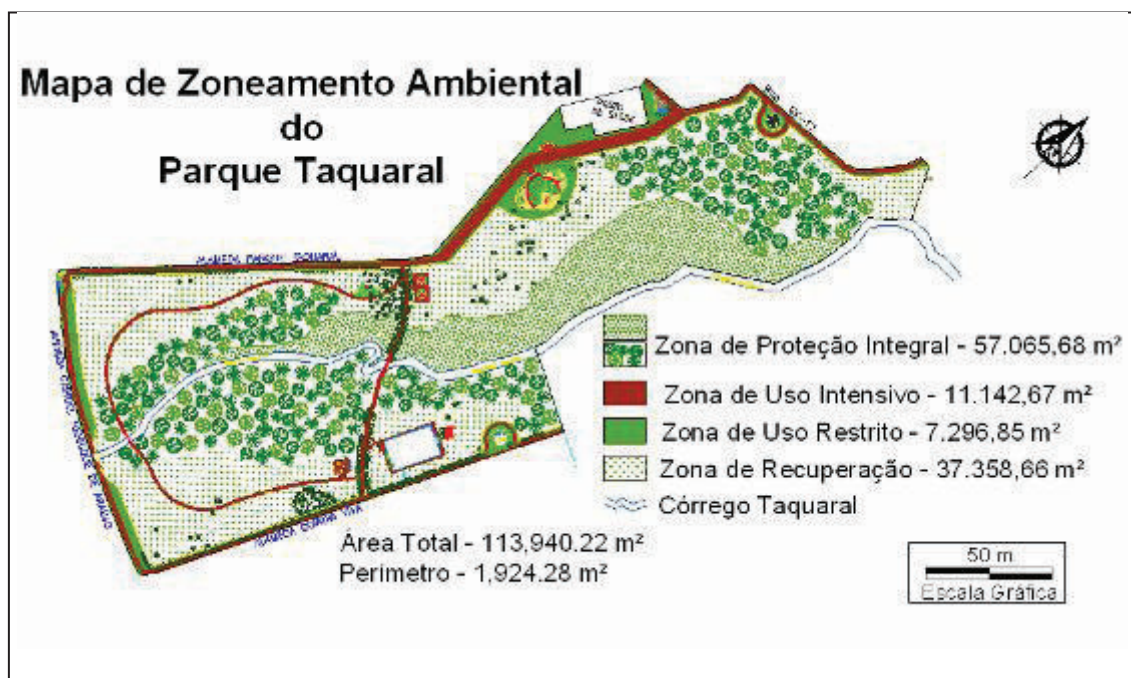 Mapa de Zoneamento Ambiental
do
Parque Taquaral
Zona de Proteção Integral - 57.065,68 m²
Zona de Uso Intensivo - 11.142,67 m²
Zona de Uso Restrito - 7.296,85 m²
Zona de Recuperação - 37.358,66 m²
Córrego Taquaral
Área Total - 113,940.22 m²
Perímetro - 1,924.28 m²
50 m
Escala Gráfica